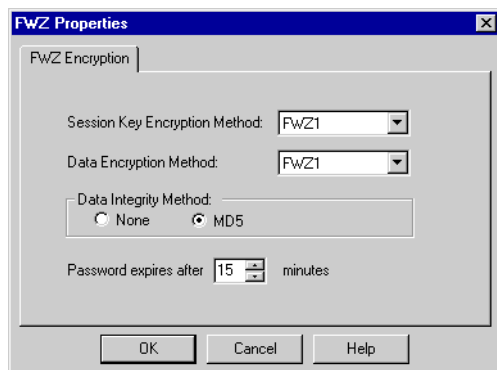 FWZ Properties
FWZ Encryption
Session Key Encryption Method: FWZ1
Data Encryption Method: FWZ1
Data Integrity Method:
None MD5
Password expires after 15 minutes
OK Cancel Help